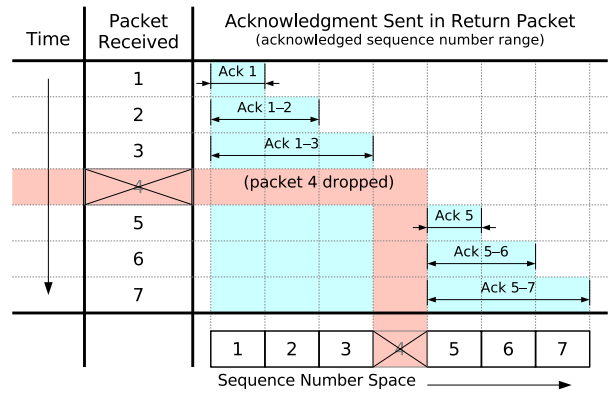 Time
Packet Received
Acknowledgment Sent in Return Packet
(acknowledged sequence number range)
1
Ack 1
2
Ack 1–2
3
Ack 1–3
4
(packet 4 dropped)
5
Ack 5
6
Ack 5–6
7
Ack 5–7
1 2 3 4 5 6 7
Sequence Number Space